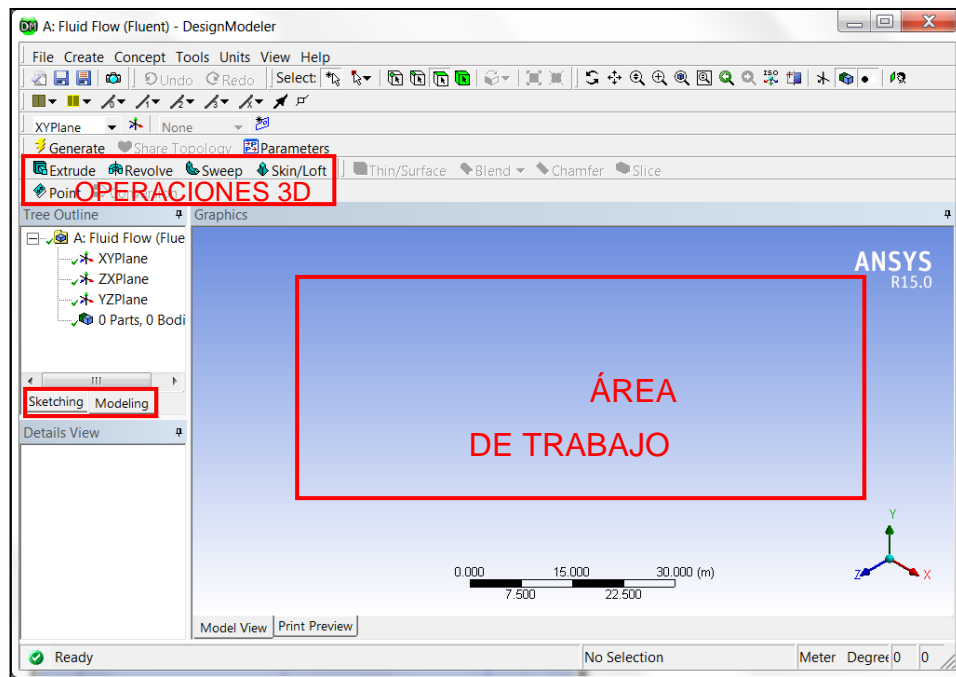 A: Fluid Flow (Fluent) - DesignModeler
File Create Concept Tools Units View Help
Undo Redo Select:
XYPlane None
Generate Share Topology Parameters
Extrude Revolve Sweep Skin/Loft Thin/Surface Blend Chamfer Slice
Point
OPERACIONES 3D
Tree Outline Graphics
A: Fluid Flow (Flue
XYPlane
ZXPlane
YZPlane
0 Parts, 0 Bodi
ANSYS
R15.0
ÁREA
DE TRABAJO
Sketching Modeling
Details View
Y
Z X
0.000 15.000 30.000 (m)
7.500 22.500
Model View Print Preview
Ready No Selection Meter Degree 0 0